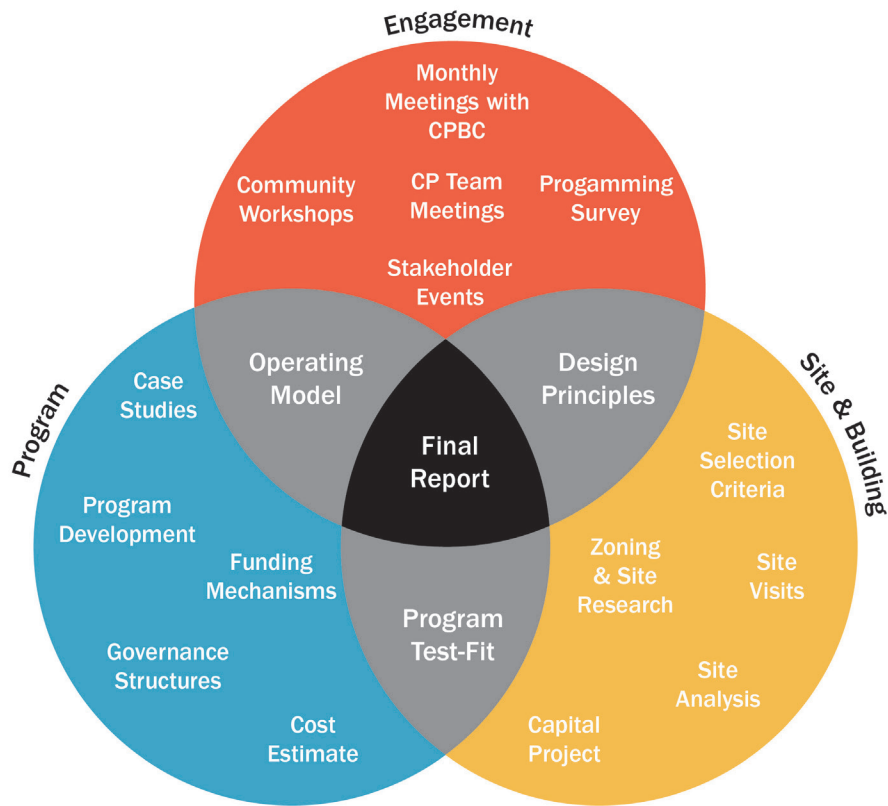 Engagement
Monthly
Meetings with
CPBC
Community
Workshops
CP Team
Meetings
Progamming
Survey
Stakeholder
Events
Operating
Model
Design
Principles
Final
Report
Program
Test-Fit
Program
Case
Studies
Program
Development
Funding
Mechanisms
Governance
Structures
Cost
Estimate
Site & Building
Site
Selection
Criteria
Zoning
& Site
Research
Site
Visits
Site
Analysis
Capital
Project